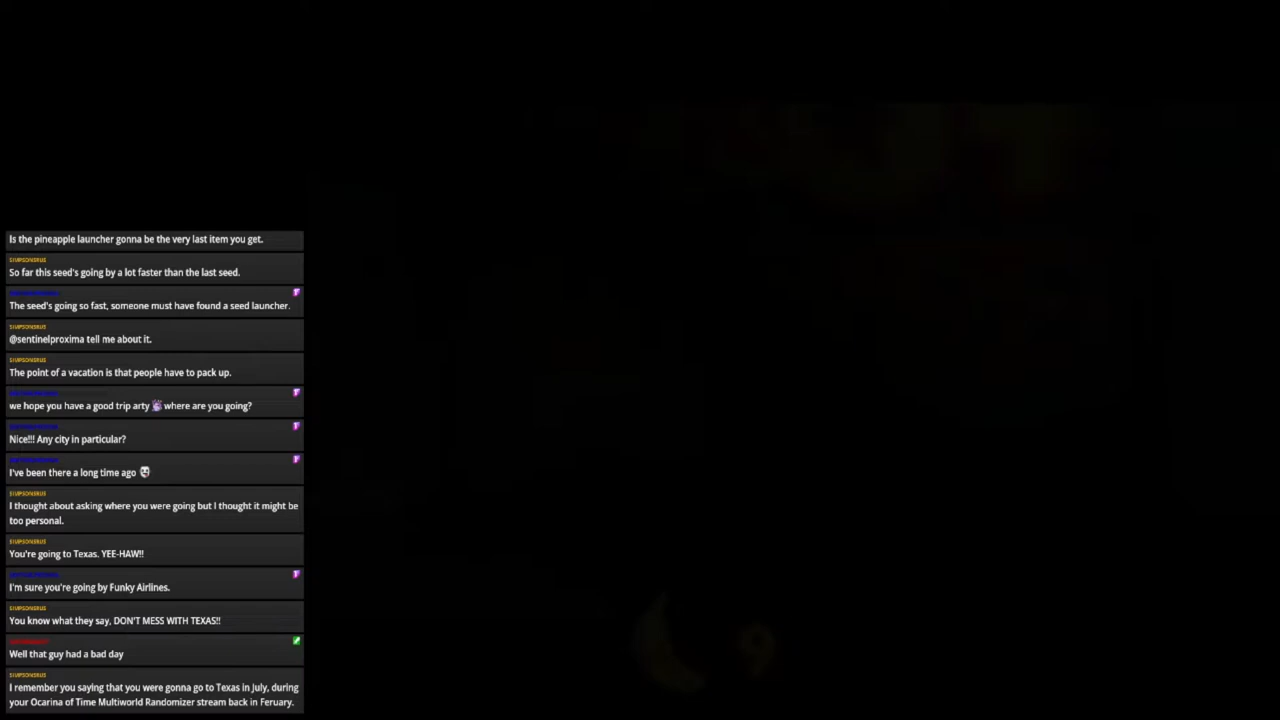 Is the pineapple launcher gonna be the very last item you get.
SIMPSONSRUS
So far this seed's going by a lot faster than the last seed.
The seed's going so fast, someone must have found a seed launcher.
SIMPSONSRUS
@sentinelproxima tell me about it.
SIMPSONSRUS
The point of a vacation is that people have to pack up.
we hope you have a good trip arty where are you going?
Nice!!! Any city in particular?
I've been there a long time ago
SIMPSONSRUS
I thought about asking where you were going but I thought it might be
too personal.
SIMPSONSRUS
You're going to Texas. YEE-HAW!!
I'm sure you're going by Funky Airlines.
SIMPSONSRUS
You know what they say, DON'T MESS WITH TEXAS!!
Well that guy had a bad day
SIMPSONSRUS
I remember you saying that you were gonna go to Texas in July, during
your Ocarina of Time Multiworld Randomizer stream back in Feruary.